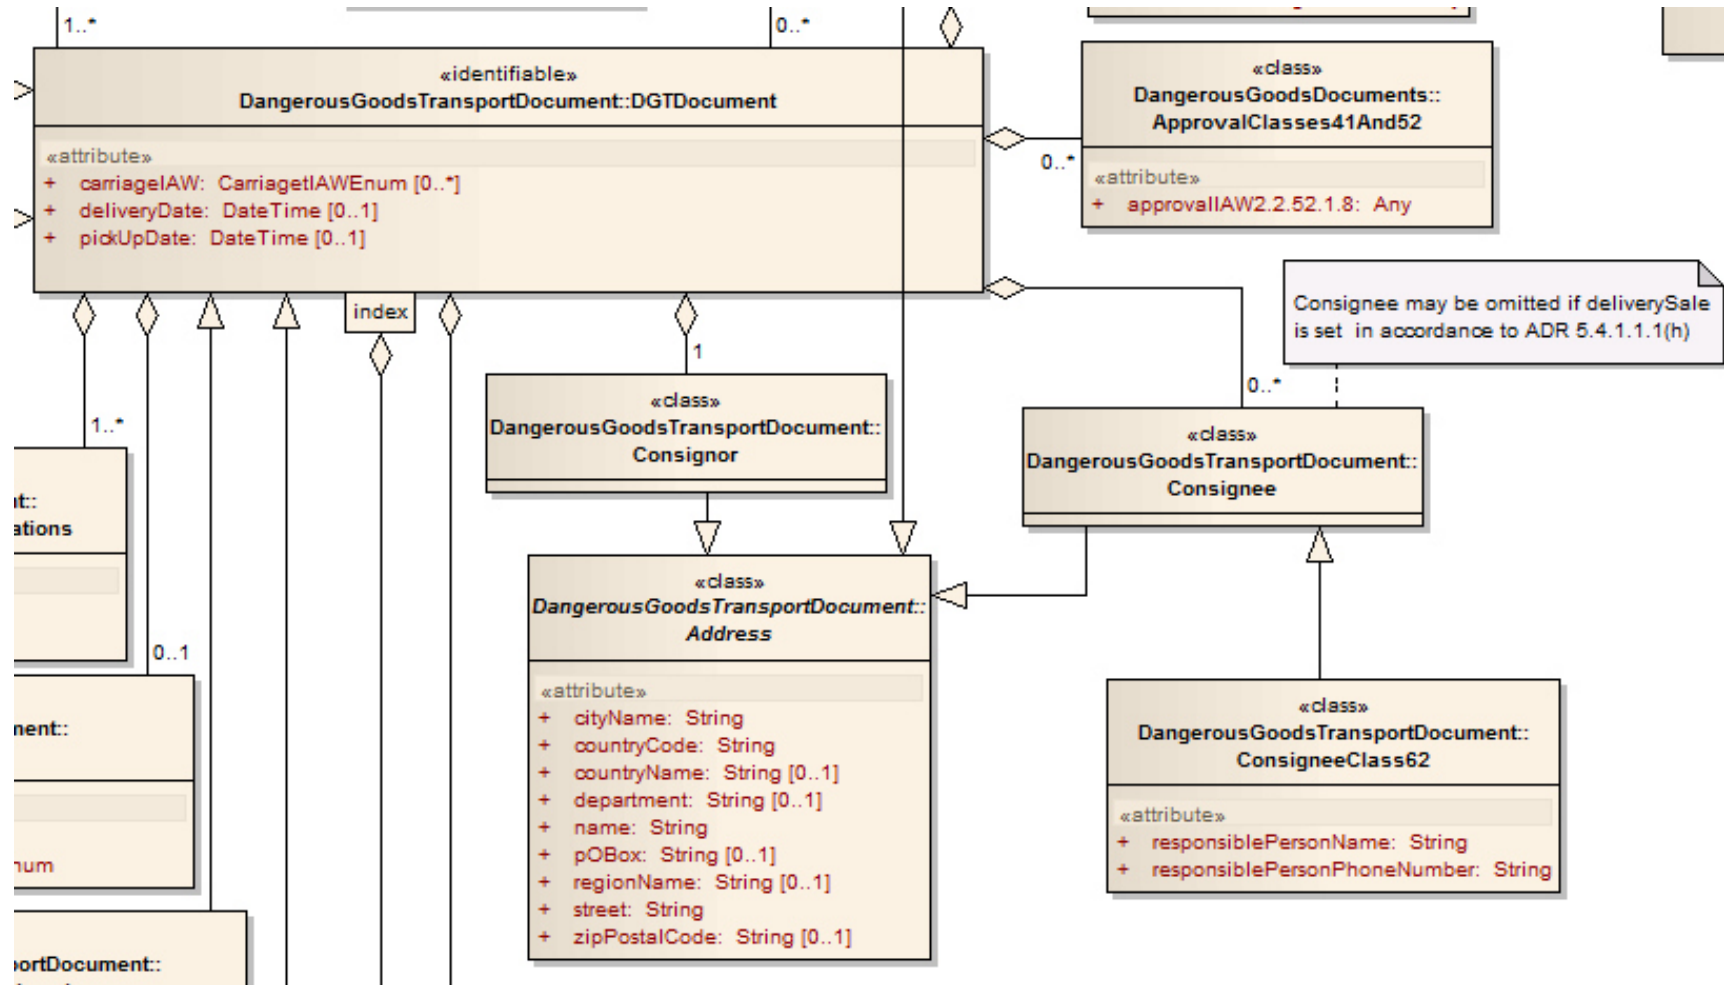 1..*
0..*
«identifiable»
DangerousGoodsTransportDocument::DGTDocument
«attribute»
+ carriageIAW: CarriagetIAWEnum [0..*]
+ deliveryDate: DateTime [0..1]
+ pickUpDate: DateTime [0..1]
«class»
DangerousGoodsDocuments::
ApprovalClasses41And52
«attribute»
+ approvalIAW2.2.52.1.8: Any
0..*
index
1
1..*
0..1
0..*
Consignee may be omitted if deliverySale
is set in accordance to ADR 5.4.1.1.1(h)
«class»
DangerousGoodsTransportDocument::
Consignor
«class»
DangerousGoodsTransportDocument::
Consignee
«class»
DangerousGoodsTransportDocument::
Address
«attribute»
+ cityName: String
+ countryCode: String
+ countryName: String [0..1]
+ department: String [0..1]
+ name: String
+ pOBox: String [0..1]
+ regionName: String [0..1]
+ street: String
+ zipPostalCode: String [0..1]
«class»
DangerousGoodsTransportDocument::
ConsigneeClass62
«attribute»
+ responsiblePersonName: String
+ responsiblePersonPhoneNumber: String
nt::
ations
nent::
num
portDocument::